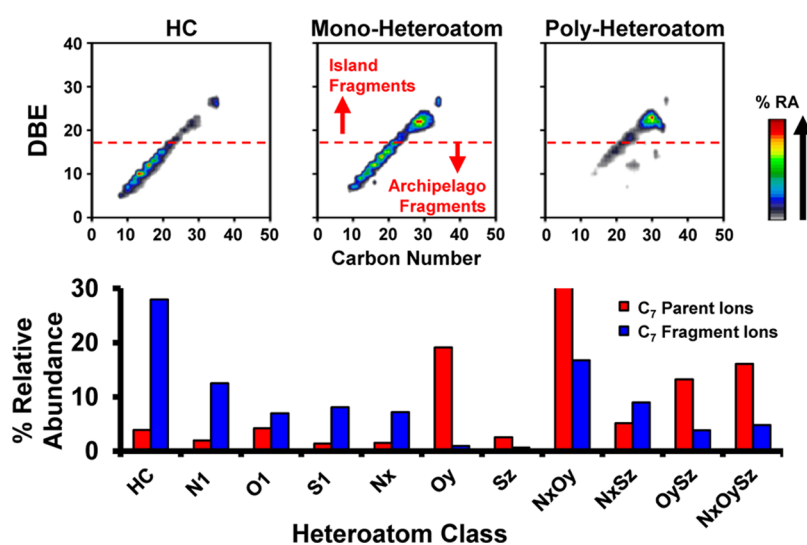 HC
Mono-Heteroatom
Poly-Heteroatom
DBE
40
30
20
10
0
Island
Fragments
Archipelago
Fragments
% RA
0 10 20 30 40 50
0 10 20 30 40 50
0 10 20 30 40 50
Carbon Number
% Relative
Abundance
30
20
10
0
C7 Parent Ions
C7 Fragment Ions
HC
N1
O1
S1
Nx
Oy
Sz
NxOy
NxSz
OySz
NxOySz
Heteroatom Class